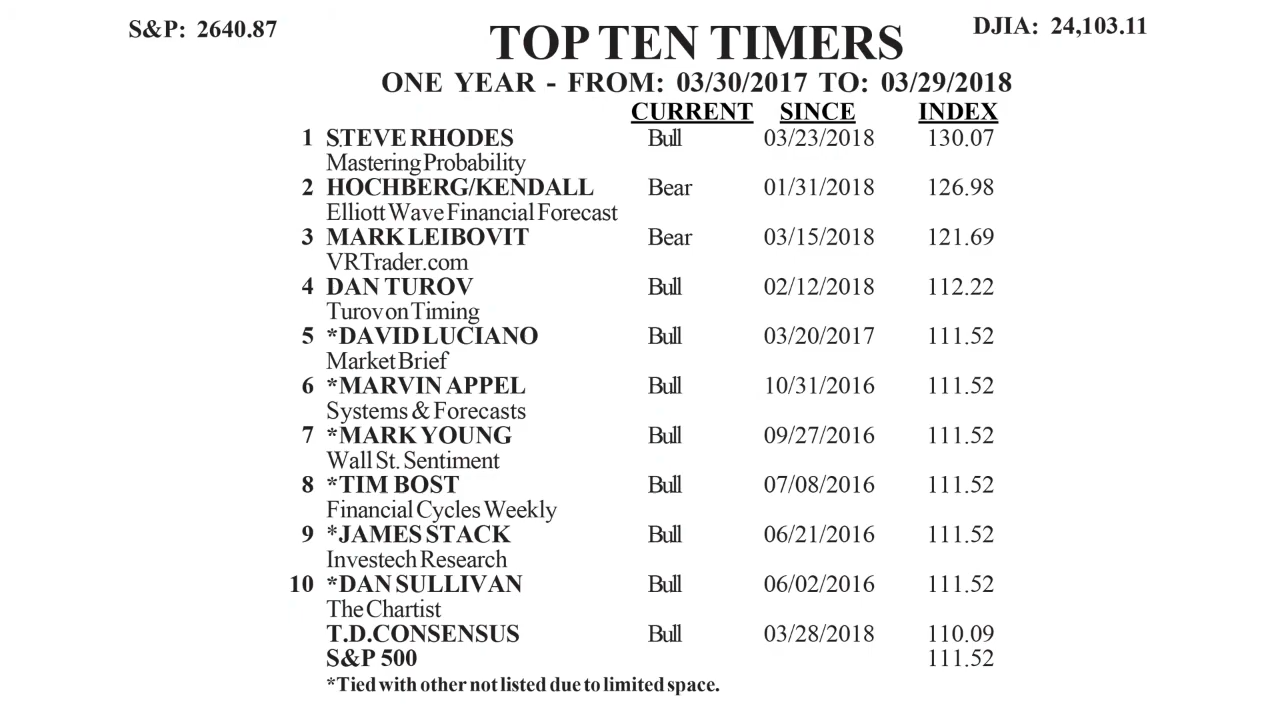 S&P: 2640.87
TOP TEN TIMERS
DJIA: 24,103.11
ONE YEAR - FROM: 03/30/2017 TO: 03/29/2018
CURRENT SINCE INDEX
1 S.TEVE RHODES Bull 03/23/2018 130.07
Mastering Probability
2 HOCHBERG/KENDALL Bear 01/31/2018 126.98
Elliott Wave Financial Forecast
3 MARK LEIBOVIT Bear 03/15/2018 121.69
VRTrader.com
4 DAN TUROV Bull 02/12/2018 112.22
Turov on Timing
5 *DAVID LUCIANO Bull 03/20/2017 111.52
Market Brief
6 *MARVIN APPEL Bull 10/31/2016 111.52
Systems & Forecasts
7 *MARK YOUNG Bull 09/27/2016 111.52
Wall St. Sentiment
8 *TIM BOST Bull 07/08/2016 111.52
Financial Cycles Weekly
9 *JAMES STACK Bull 06/21/2016 111.52
Investech Research
10 *DAN SULLIVAN Bull 06/02/2016 111.52
The Chartist
T.D.CONSENSUS Bull 03/28/2018 110.09
S&P 500 111.52
*Tied with other not listed due to limited space.